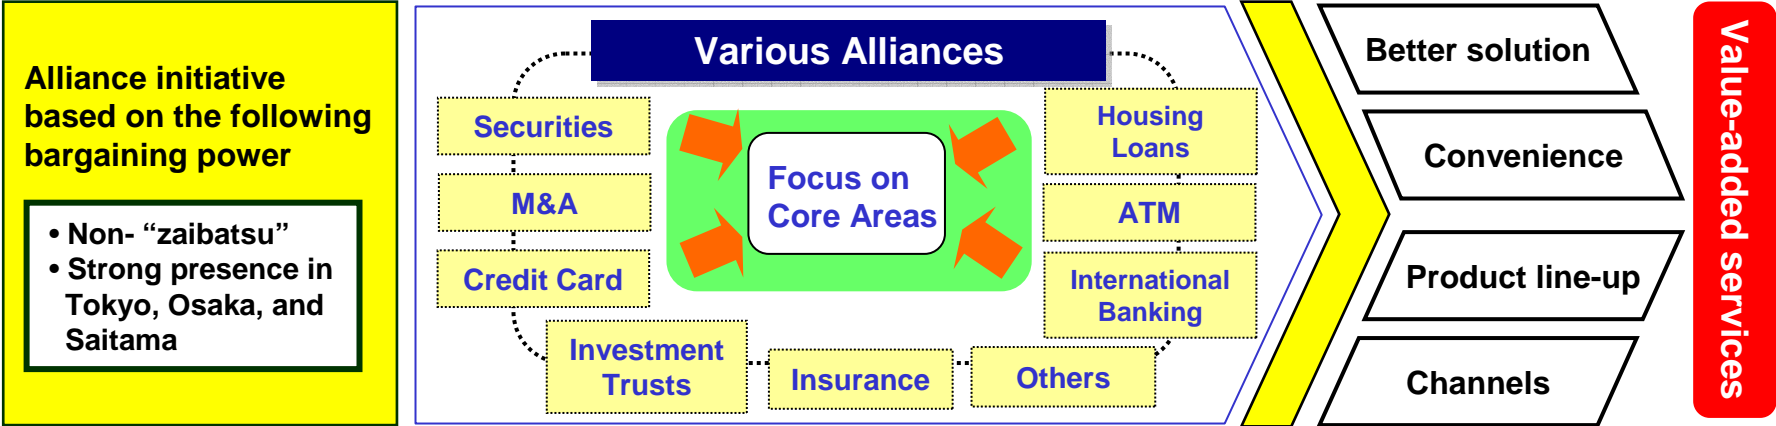 Alliance initiative
based on the following
bargaining power
• Non- “zaibatsu”
• Strong presence in
Tokyo, Osaka, and
Saitama
Various Alliances
Securities
M&A
Credit Card
Investment
Trusts
Insurance
Others
Housing
Loans
ATM
International
Banking
Focus on
Core Areas
Better solution
Convenience
Product line-up
Channels
Value-added services